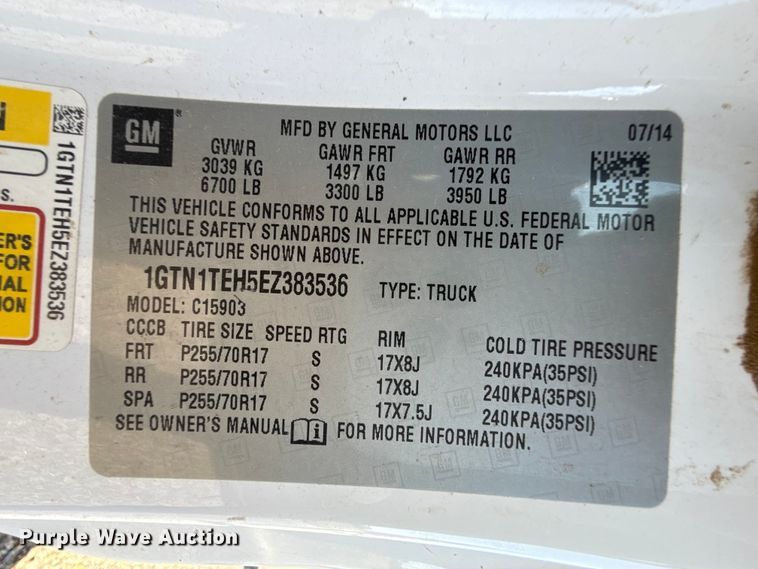 GM
MFD BY GENERAL MOTORS LLC 07/14
GVWR GAWR FRT GAWR RR
3039 KG 1497 KG 1792 KG
6700 LB 3300 LB 3950 LB
THIS VEHICLE CONFORMS TO ALL APPLICABLE U.S. FEDERAL MOTOR
VEHICLE SAFETY STANDARDS IN EFFECT ON THE DATE OF
MANUFACTURE SHOWN ABOVE.
1GTN1TEH5EZ383536 TYPE: TRUCK
MODEL: C15903
CCCB TIRE SIZE SPEED RTG RIM COLD TIRE PRESSURE
FRT P255/70R17 S 17X8J 240KPA(35PSI)
RR P255/70R17 S 17X8J 240KPA(35PSI)
SPA P255/70R17 S 17X7.5J 240KPA(35PSI)
SEE OWNER'S MANUAL FOR MORE INFORMATION.
1GTN1TEH5EZ383536
S.
ER'S
FOR
IAL
ION
Purple Wave Auction